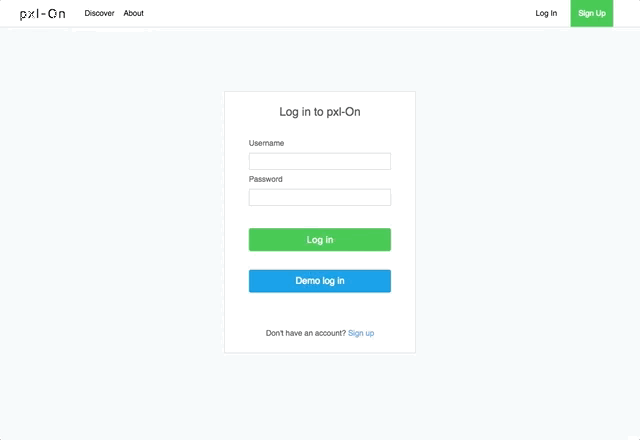 pxl-On Discover About Log In Sign Up
Log in to pxl-On
Username
Password
Log in
Demo log in
Don't have an account? Sign up